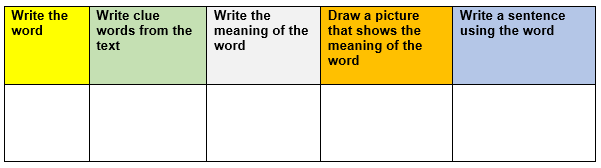 Write the
word
Write clue
words from the
text
Write the
meaning of the
word
Draw a picture
that shows the
meaning of the
word
Write a sentence
using the word